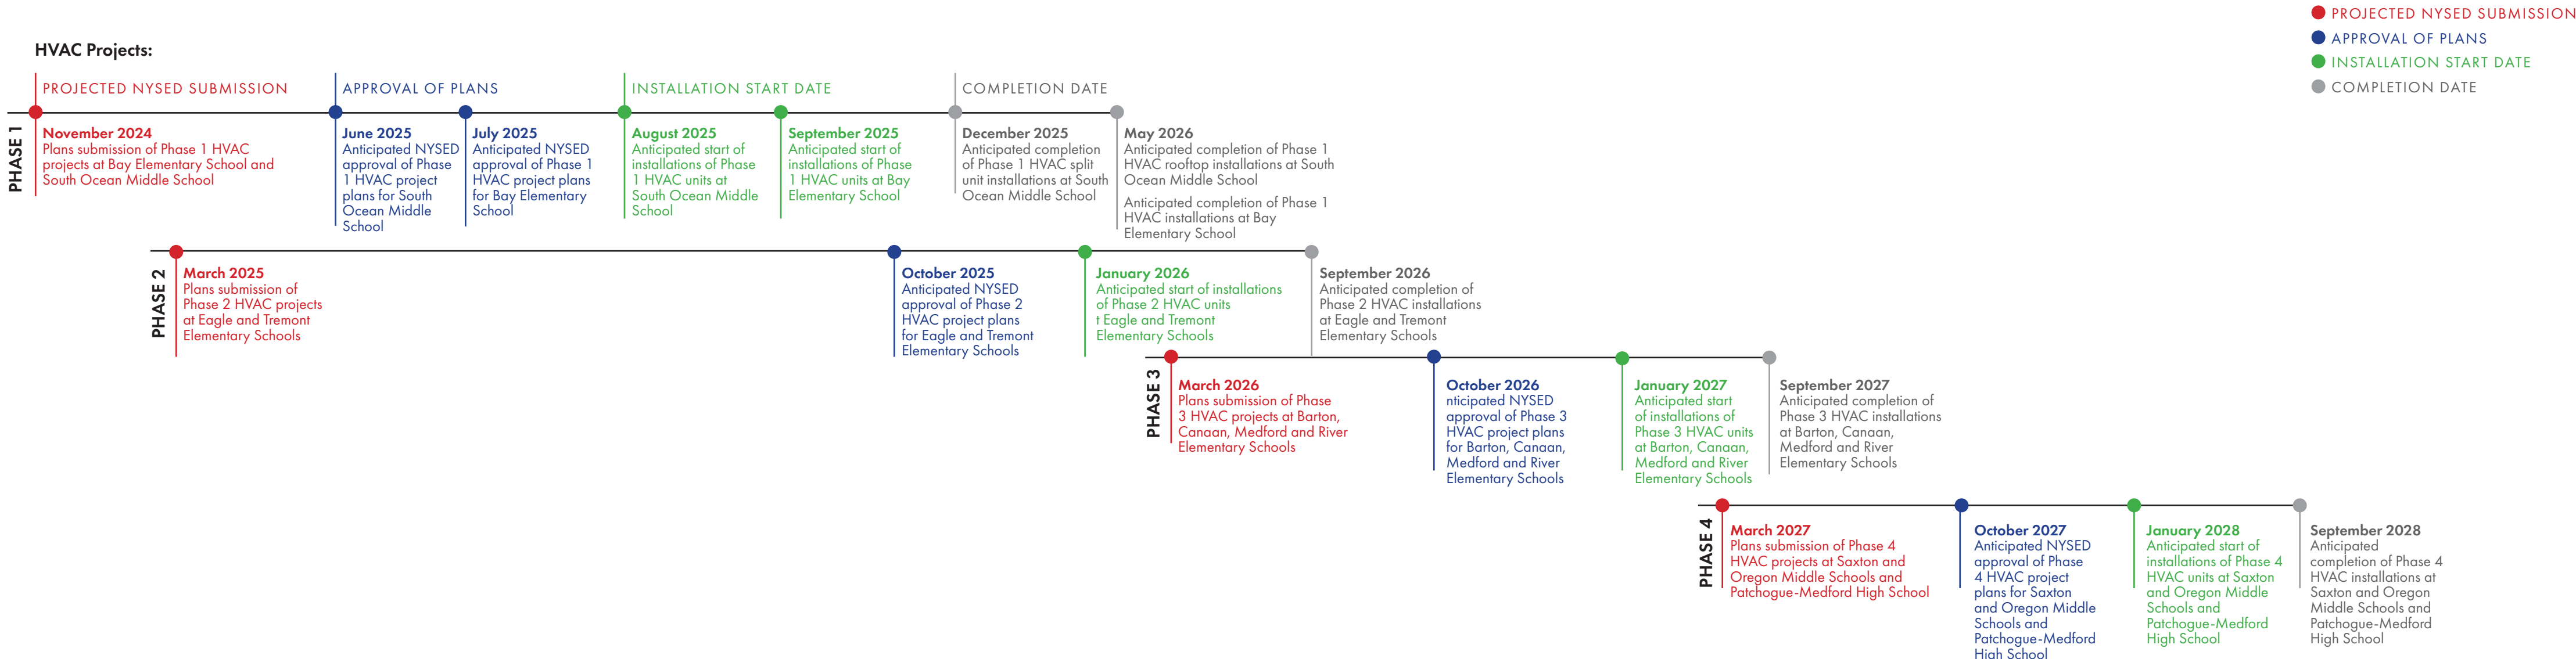 PROJECTED NYSED SUBMISSION
APPROVAL OF PLANS
INSTALLATION START DATE
COMPLETION DATE
HVAC Projects:
PROJECTED NYSED SUBMISSION
APPROVAL OF PLANS
INSTALLATION START DATE
COMPLETION DATE
PHASE 1
November 2024
Plans submission of Phase 1 HVAC
projects at Bay Elementary School and
South Ocean Middle School
June 2025
Anticipated NYSED
approval of Phase
1 HVAC project
plans for South
Ocean Middle
School
July 2025
Anticipated NYSED
approval of Phase 1
HVAC project plans
for Bay Elementary
School
August 2025
Anticipated start of
installations of Phase
1 HVAC units at
South Ocean Middle
School
September 2025
Anticipated start of
installations of Phase
1 HVAC units at Bay
Elementary School
December 2025
Anticipated completion
of Phase 1 HVAC split
unit installations at South
Ocean Middle School
May 2026
Anticipated completion of Phase 1
HVAC rooftop installations at South
Ocean Middle School
Anticipated completion of Phase 1
HVAC installations at Bay
Elementary School
PHASE 2
March 2025
Plans submission of
Phase 2 HVAC projects
at Eagle and Tremont
Elementary Schools
October 2025
Anticipated NYSED
approval of Phase 2
HVAC project plans
for Eagle and Tremont
Elementary Schools
January 2026
Anticipated start of installations
of Phase 2 HVAC units
t Eagle and Tremont
Elementary Schools
September 2026
Anticipated completion of
Phase 2 HVAC installations
at Eagle and Tremont
Elementary Schools
PHASE 3
March 2026
Plans submission of Phase
3 HVAC projects at Barton,
Canaan, Medford and River
Elementary Schools
October 2026
nticipated NYSED
approval of Phase 3
HVAC project plans
for Barton, Canaan,
Medford and River
Elementary Schools
January 2027
Anticipated start
of installations of
Phase 3 HVAC units
at Barton, Canaan,
Medford and River
Elementary Schools
September 2027
Anticipated completion of
Phase 3 HVAC installations
at Barton, Canaan,
Medford and River
Elementary Schools
PHASE 4
March 2027
Plans submission of Phase 4
HVAC projects at Saxton and
Oregon Middle Schools and
Patchogue-Medford High School
October 2027
Anticipated NYSED
approval of Phase
4 HVAC project
plans for Saxton
and Oregon Middle
Schools and
Patchogue-Medford
High School
January 2028
Anticipated start of
installations of Phase 4
HVAC units at Saxton
and Oregon Middle
Schools and
Patchogue-Medford
High School
September 2028
Anticipated
completion of Phase 4
HVAC installations at
Saxton and Oregon
Middle Schools and
Patchogue-Medford
High School